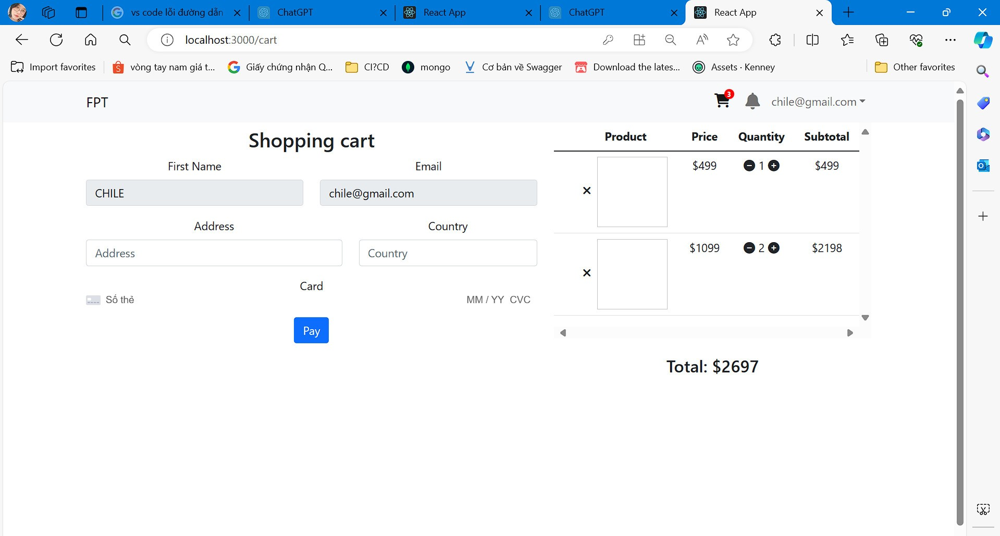 vs code lỗi đường dẫn
ChatGPT
React App
ChatGPT
React App
localhost:3000/cart
Import favorites
vòng tay nam giá t...
Giấy chứng nhận Q...
CI?CD
mongo
Cơ bản về Swagger
Download the lates...
Assets · Kenney
Other favorites
FPT
3
chile@gmail.com
Shopping cart
First Name
Email
CHILE
chile@gmail.com
Address
Country
Address
Country
Card
Số thẻ
MM / YY CVC
Pay
Product Price Quantity Subtotal
$499 1 $499
$1099 2 $2198
Total: $2697